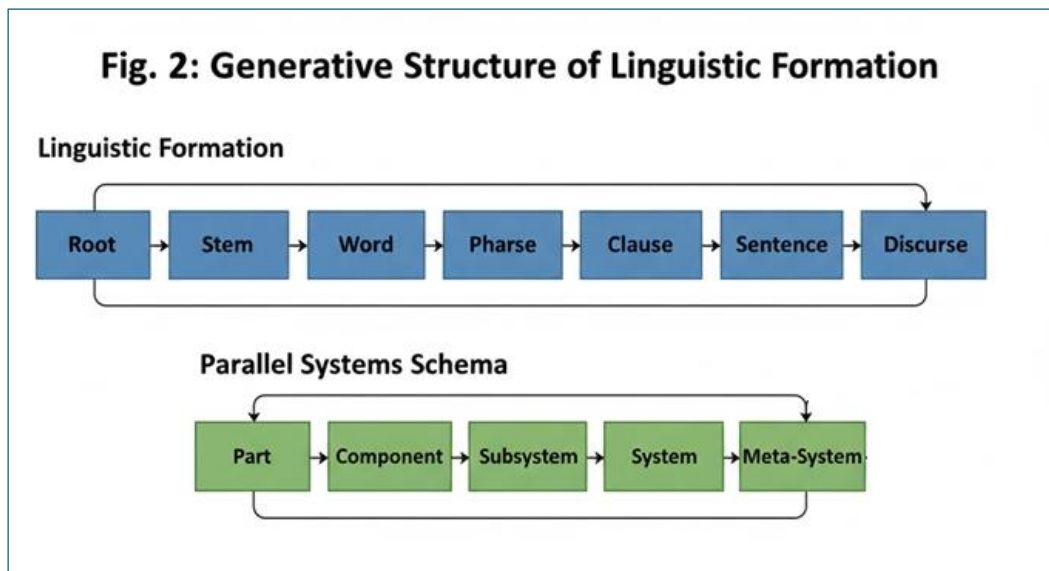 Fig. 2: Generative Structure of Linguistic Formation
Linguistic Formation
Root Stem Word Pharse Clause Sentence Discurse
Parallel Systems Schema
Part Component Subsystem System Meta-System